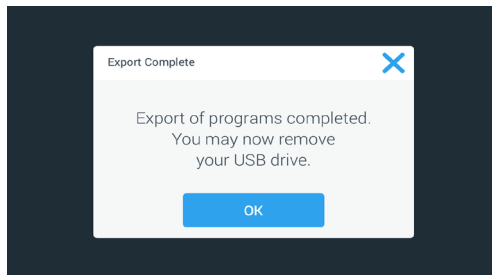 Export Complete
Export of programs completed.
You may now remove
your USB drive.
OK